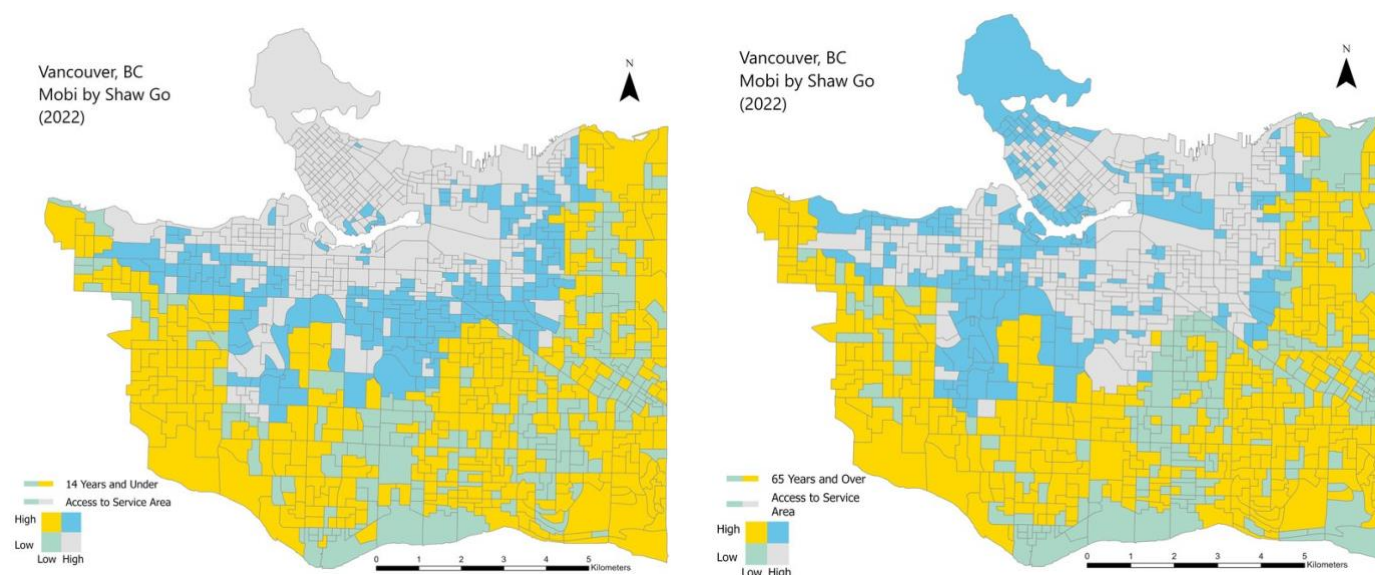 Vancouver, BC
Mobi by Shaw Go
(2022)
N
14 Years and Under
Access to Service Area
High
Low
Low High
0 1 2 3 4 5
Kilometers
Vancouver, BC
Mobi by Shaw Go
(2022)
N
65 Years and Over
Access to Service
Area
High
Low
Low High
0 1 2 3 4 5
Kilometers